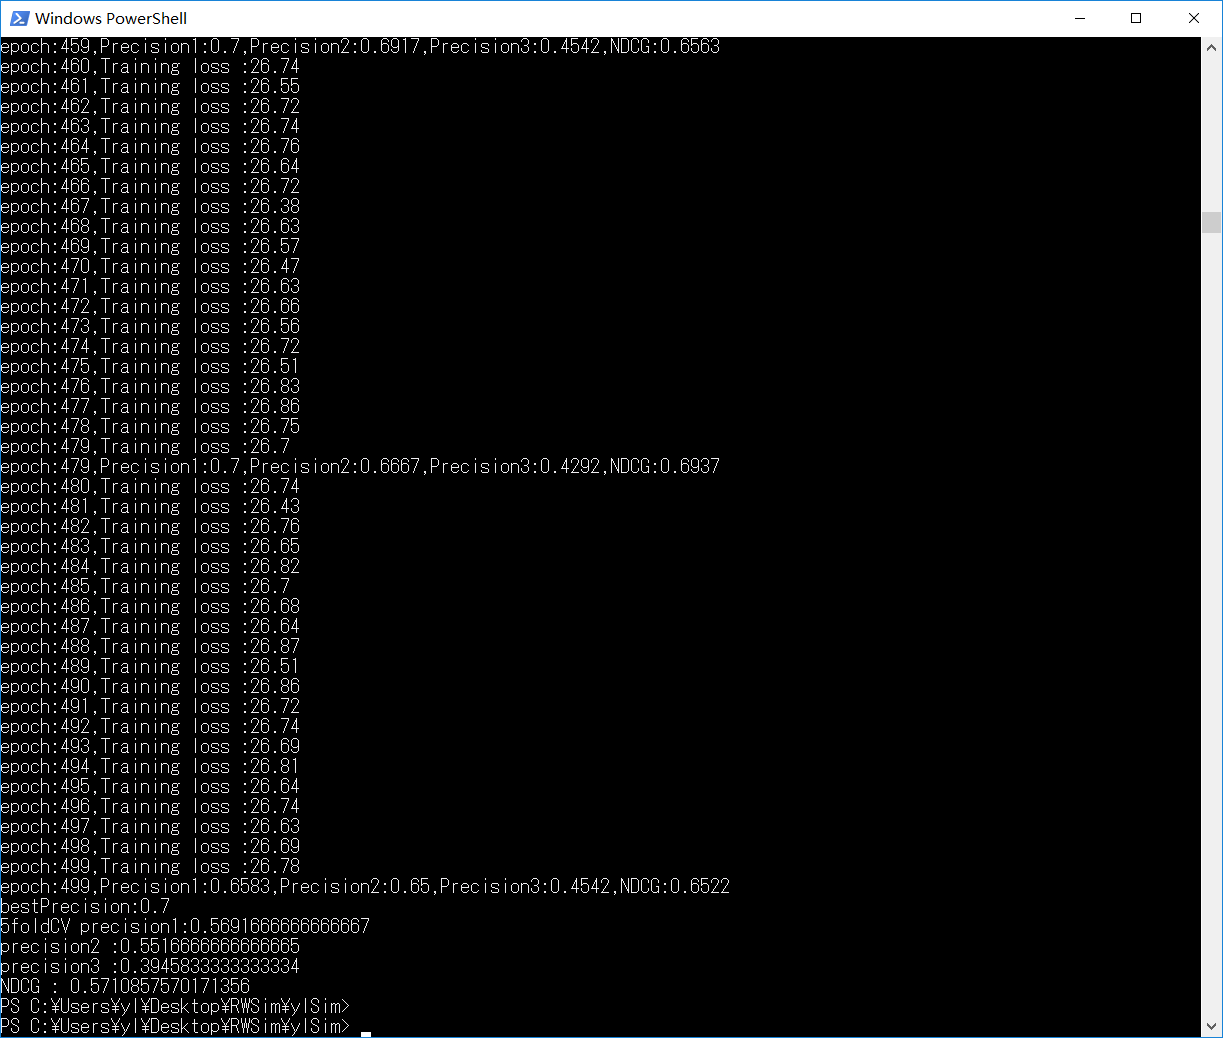 Windows PowerShell
epoch:459,Precision1:0.7,Precision2:0.6917,Precision3:0.4542,NDCG:0.6563
epoch:460,Training loss :26.74
epoch:461,Training loss :26.55
epoch:462,Training loss :26.72
epoch:463,Training loss :26.74
epoch:464,Training loss :26.76
epoch:465,Training loss :26.64
epoch:466,Training loss :26.72
epoch:467,Training loss :26.38
epoch:468,Training loss :26.63
epoch:469,Training loss :26.57
epoch:470,Training loss :26.47
epoch:471,Training loss :26.63
epoch:472,Training loss :26.66
epoch:473,Training loss :26.56
epoch:474,Training loss :26.72
epoch:475,Training loss :26.51
epoch:476,Training loss :26.83
epoch:477,Training loss :26.86
epoch:478,Training loss :26.75
epoch:479,Training loss :26.7
epoch:479,Precision1:0.7,Precision2:0.6667,Precision3:0.4292,NDCG:0.6937
epoch:480,Training loss :26.74
epoch:481,Training loss :26.43
epoch:482,Training loss :26.76
epoch:483,Training loss :26.65
epoch:484,Training loss :26.82
epoch:485,Training loss :26.7
epoch:486,Training loss :26.68
epoch:487,Training loss :26.64
epoch:488,Training loss :26.87
epoch:489,Training loss :26.51
epoch:490,Training loss :26.86
epoch:491,Training loss :26.72
epoch:492,Training loss :26.74
epoch:493,Training loss :26.69
epoch:494,Training loss :26.81
epoch:495,Training loss :26.64
epoch:496,Training loss :26.74
epoch:497,Training loss :26.63
epoch:498,Training loss :26.69
epoch:499,Training loss :26.78
epoch:499,Precision1:0.6583,Precision2:0.65,Precision3:0.4542,NDCG:0.6522
bestPrecision:0.7
5foldCV precision1:0.5691666666666667
precision2 :0.5516666666666665
precision3 :0.3945833333333334
NDCG : 0.5710857570171356
PS C:¥Users¥yl¥Desktop¥RWSim¥ylSim>
PS C:¥Users¥yl¥Desktop¥RWSim¥ylSim>